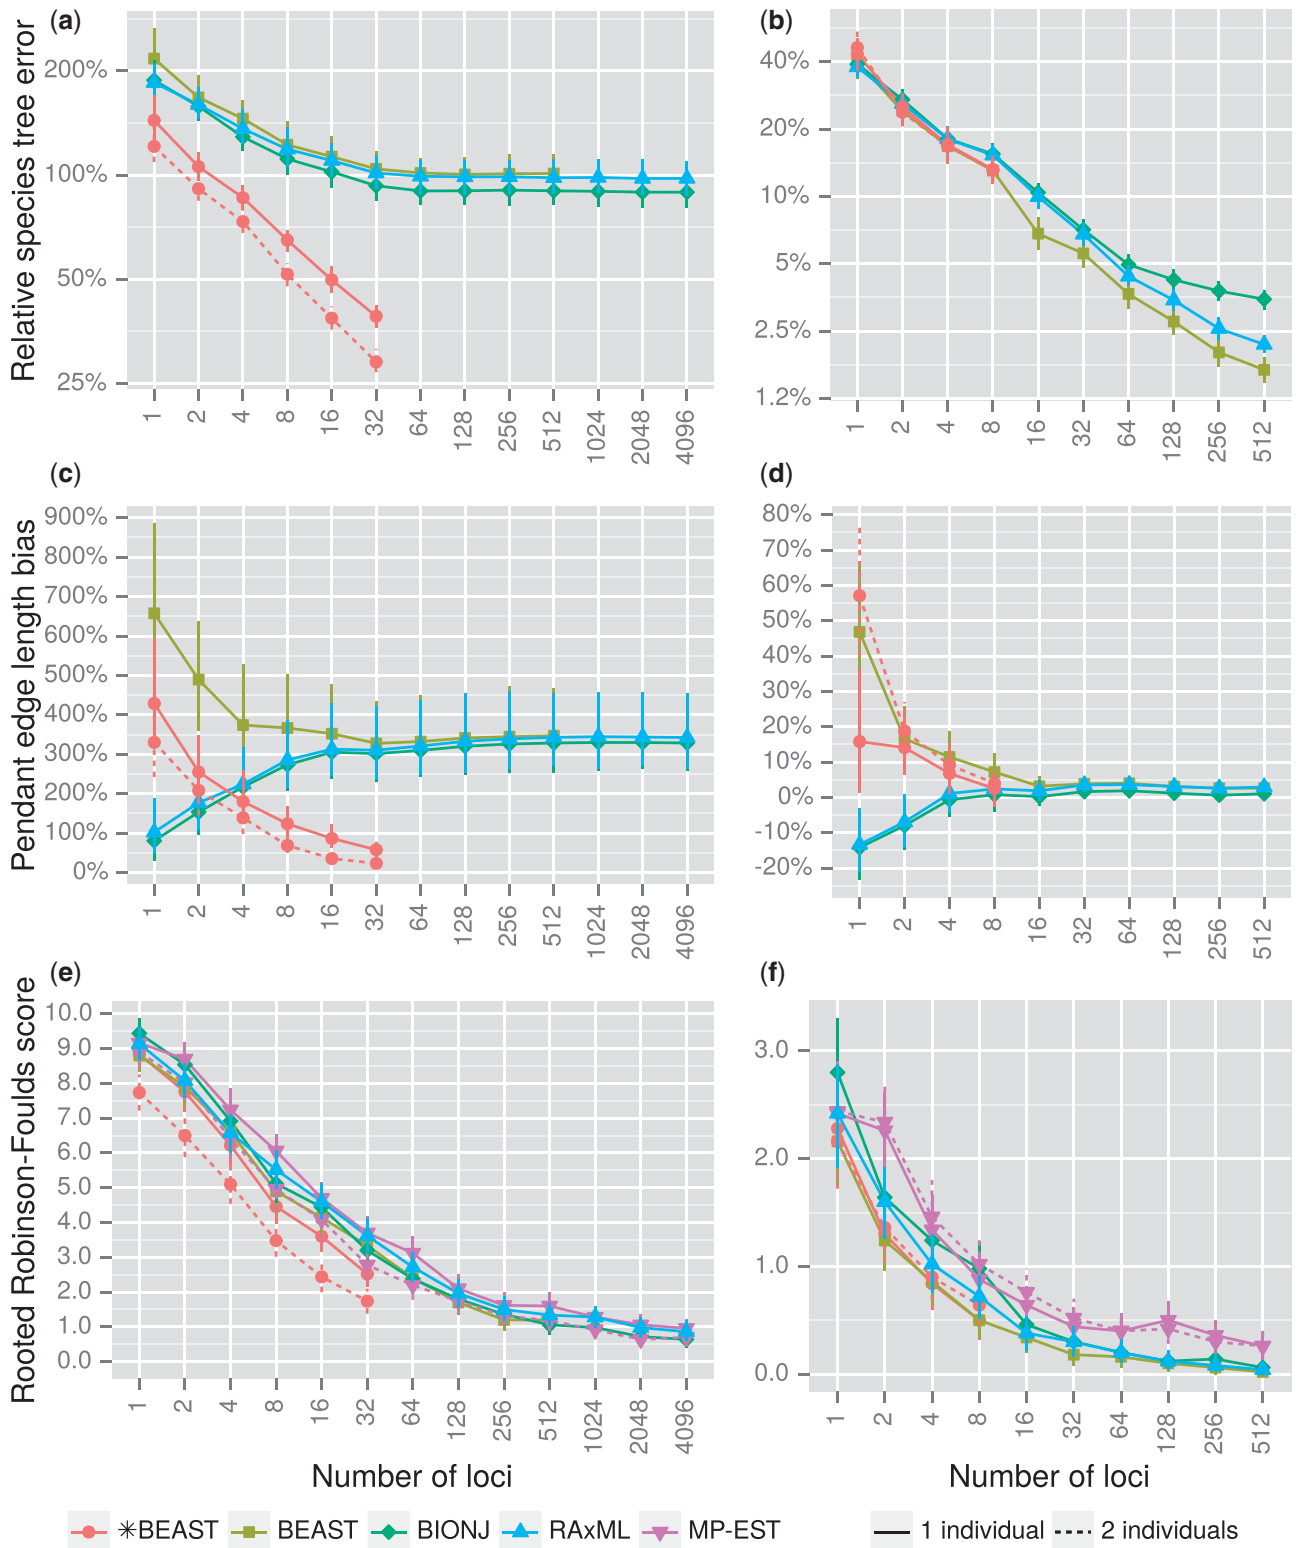 (a)
Relative species tree error
200%
100%
50%
25%
1 2 4 8 16 32 64 128 256 512 1024 2048 4096
(b)
40%
20%
10%
5%
2.5%
1.2%
1 2 4 8 16 32 64 128 256 512
(c)
Pendant edge length bias
900%
800%
700%
600%
500%
400%
300%
200%
100%
0%
1 2 4 8 16 32 64 128 256 512 1024 2048 4096
(d)
80%
70%
60%
50%
40%
30%
20%
10%
0%
-10%
-20%
1 2 4 8 16 32 64 128 256 512
(e)
Rooted Robinson-Foulds score
10.0
9.0
8.0
7.0
6.0
5.0
4.0
3.0
2.0
1.0
0.0
1 2 4 8 16 32 64 128 256 512 1024 2048 4096
Number of loci
(f)
3.0
2.0
1.0
0.0
1 2 4 8 16 32 64 128 256 512
Number of loci
✳BEAST BEAST BIONJ RAxML MP-EST 1 individual 2 individuals